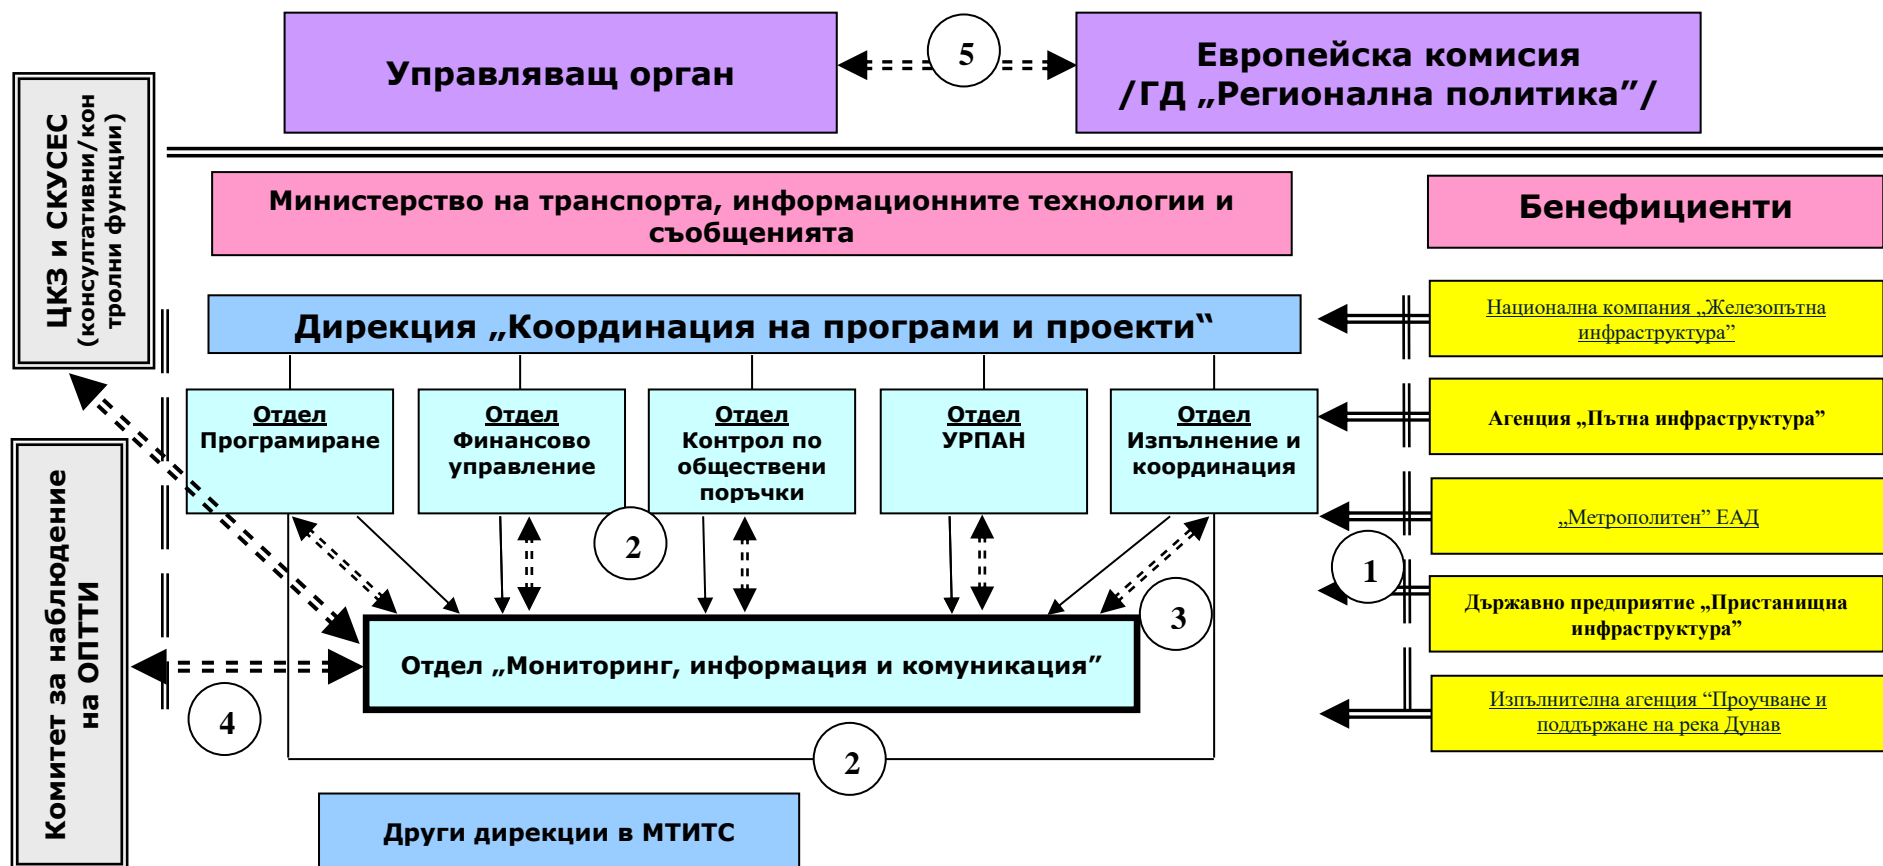 Управляващ орган
5
Европейска комисия
/ГД „Регионална политика”/
ЦКЗ и СКУСЕС
(консултативни/кон
тролни функции)
Министерство на транспорта, информационните технологии и
съобщенията
Бенефициенти
Дирекция „Координация на програми и проекти“
Национална компания „Железопътна
инфраструктура”
Отдел
Програмиране
Отдел
Финансово
управление
Отдел
Контрол по
обществени
поръчки
Отдел
УРПАН
Отдел
Изпълнение и
координация
Агенция „Пътна инфраструктура”
Комитет за наблюдение
на ОПТТИ
2
„Метрополитен” ЕАД
1
3
Държавно предприятие „Пристанищна
инфраструктура”
Отдел „Мониторинг, информация и комуникация”
4
Изпълнителна агенция “Проучване и
поддържане на река Дунав
2
Други дирекции в МТИТС